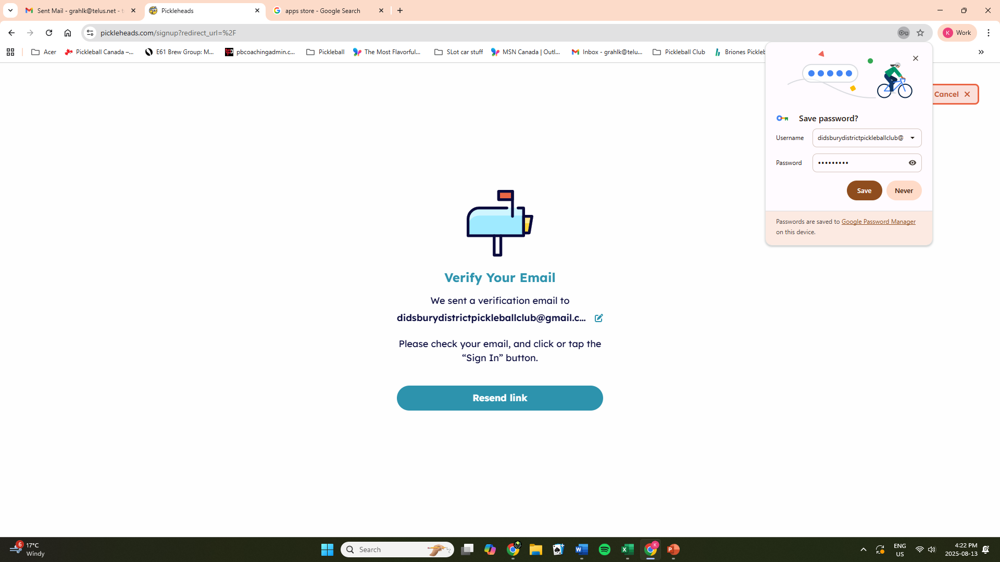 Sent Mail - grahlk@telus.net - t
Pickleheads
apps store - Google Search
pickleheads.com/signup?redirect_url=%2F
K Work
Acer
Pickleball Canada –...
E61 Brew Group: M...
pbcoachingadmin.c...
Pickleball
The Most Flavorful...
SLot car stuff
MSN Canada | Outl...
Inbox - grahlk@telu...
Pickleball Club
Briones Pickleb
Cancel
Save password?
Username
didsburydistrictpickleballclub@
Password
•••••••••
Save
Never
Passwords are saved to Google Password Manager
on this device.
Verify Your Email
We sent a verification email to
didsburydistrictpickleballclub@gmail.c...
Please check your email, and click or tap the
“Sign In” button.
Resend link
6
17°C
Windy
Search
W
X
K
P
ENG
US
4:22 PM
2025-08-13